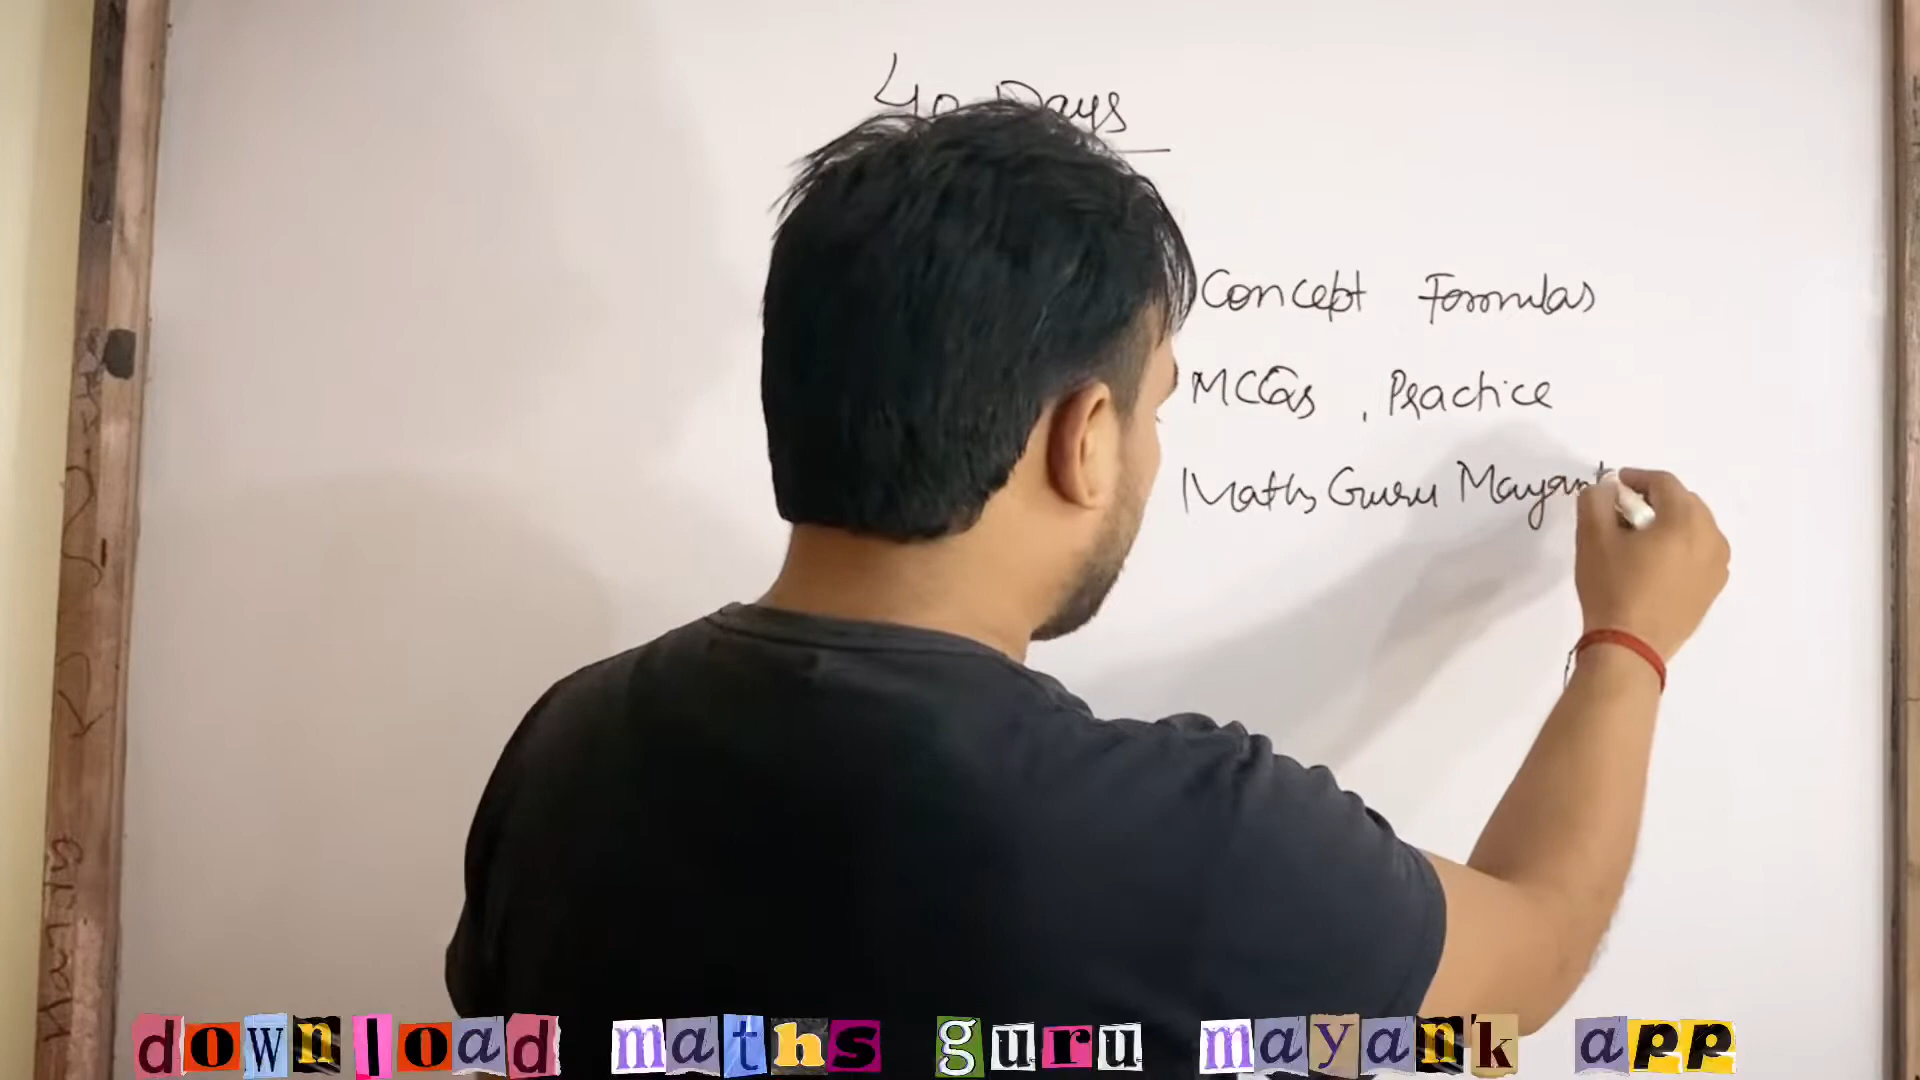 40 Days
Concept Formulas
MCQs, Practice
Maths Guru Mayank
download maths guru mayank app